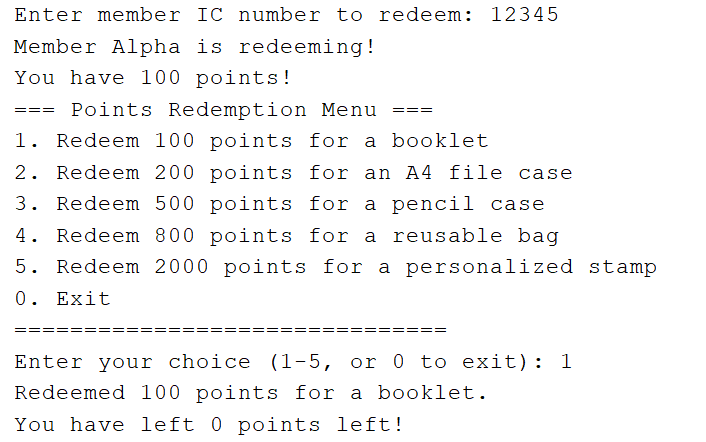 Enter member IC number to redeem: 12345
Member Alpha is redeeming!
You have 100 points!
=== Points Redemption Menu ===
1. Redeem 100 points for a booklet
2. Redeem 200 points for an A4 file case
3. Redeem 500 points for a pencil case
4. Redeem 800 points for a reusable bag
5. Redeem 2000 points for a personalized stamp
0. Exit
===============================
Enter your choice (1-5, or 0 to exit): 1
Redeemed 100 points for a booklet.
You have left 0 points left!